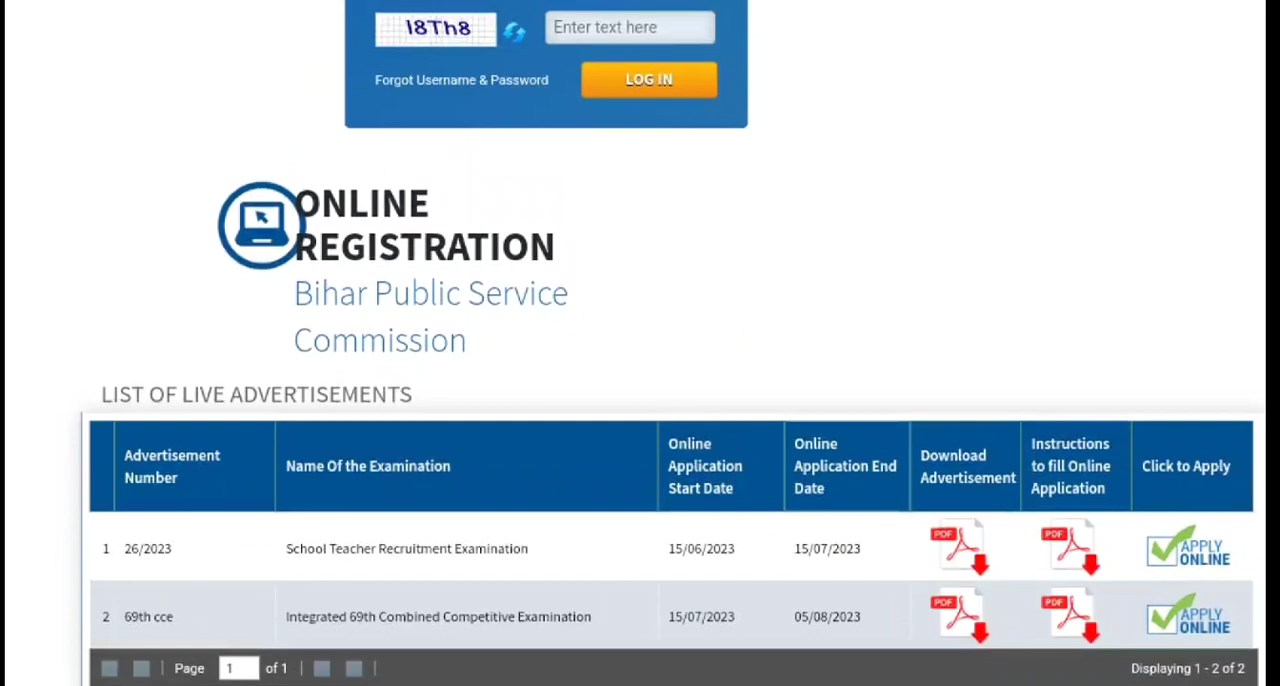 I8Th8
Enter text here
Forgot Username & Password
LOG IN
ONLINE
REGISTRATION
Bihar Public Service
Commission
LIST OF LIVE ADVERTISEMENTS
Advertisement Number
Name Of the Examination
Online Application Start Date
Online Application End Date
Download Advertisement
Instructions to fill Online Application
Click to Apply
1 26/2023 School Teacher Recruitment Examination 15/06/2023 15/07/2023 PDF PDF APPLY ONLINE
2 69th cce Integrated 69th Combined Competitive Examination 15/07/2023 05/08/2023 PDF PDF APPLY ONLINE
Page 1 of 1 Displaying 1 - 2 of 2